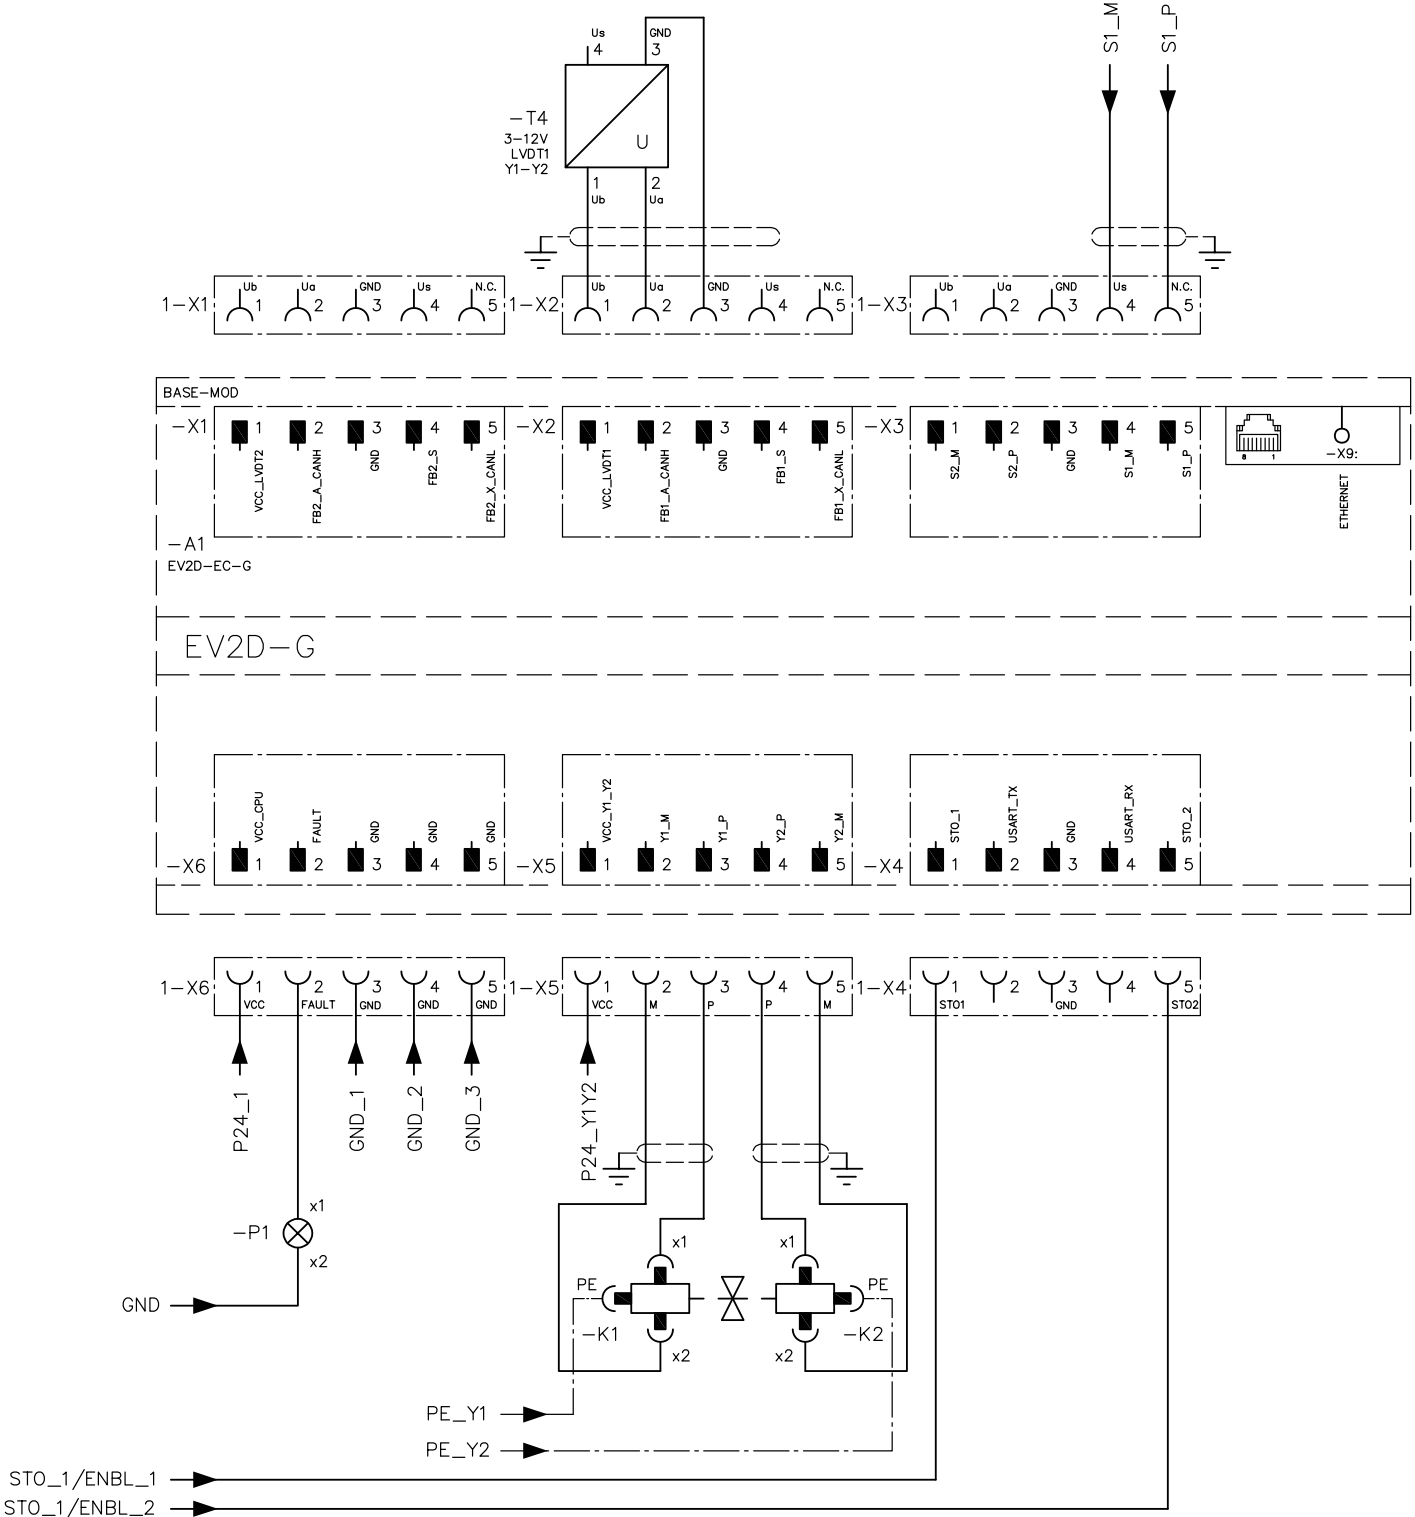 S1_M
S1_P
Us
GND
4
3
−T4
3−12V
LVDT1
Y1−Y2
U
1
2
Ub
Ua
1−X1
Ub
1
Ua
2
GND
3
Us
4
N.C.
5
1−X2
Ub
1
Ua
2
GND
3
Us
4
N.C.
5
1−X3
Ub
1
Ua
2
GND
3
Us
4
N.C.
5
BASE−MOD
−X1
1
2
3
4
5
VCC_LVDT2
FB2_A_CANH
GND
FB2_S
FB2_X_CANL
−X2
1
2
3
4
5
VCC_LVDT1
FB1_A_CANH
GND
FB1_S
FB1_X_CANL
−X3
1
2
3
4
5
S2_M
S2_P
GND
S1_M
S1_P
8
1
−X9:
ETHERNET
−A1
EV2D−EC−G
EV2D−G
VCC_CPU
FAULT
GND
GND
GND
−X6
1
2
3
4
5
VCC_Y1_Y2
Y1_M
Y1_P
Y2_P
Y2_M
−X5
1
2
3
4
5
STO_1
USART_TX
GND
USART_RX
STO_2
−X4
1
2
3
4
5
1−X6
1
2
3
4
5
VCC
FAULT
GND
GND
GND
1−X5
1
2
3
4
5
VCC
M
P
P
M
1−X4
1
2
3
4
5
STO1
GND
STO2
P24_1
GND_1
GND_2
GND_3
P24_Y1Y2
x1
−P1
x2
GND
x1
x1
PE
PE
−K1
−K2
x2
x2
PE_Y1
PE_Y2
STO_1/ENBL_1
STO_1/ENBL_2